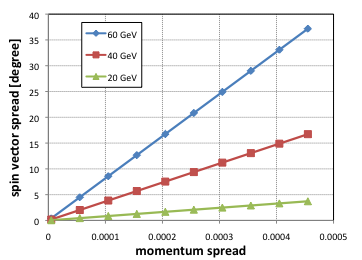 40
35
30
25
20
15
10
5
0
spin vector spread [degree]
60 GeV
40 GeV
20 GeV
0 0.0001 0.0002 0.0003 0.0004 0.0005
momentum spread